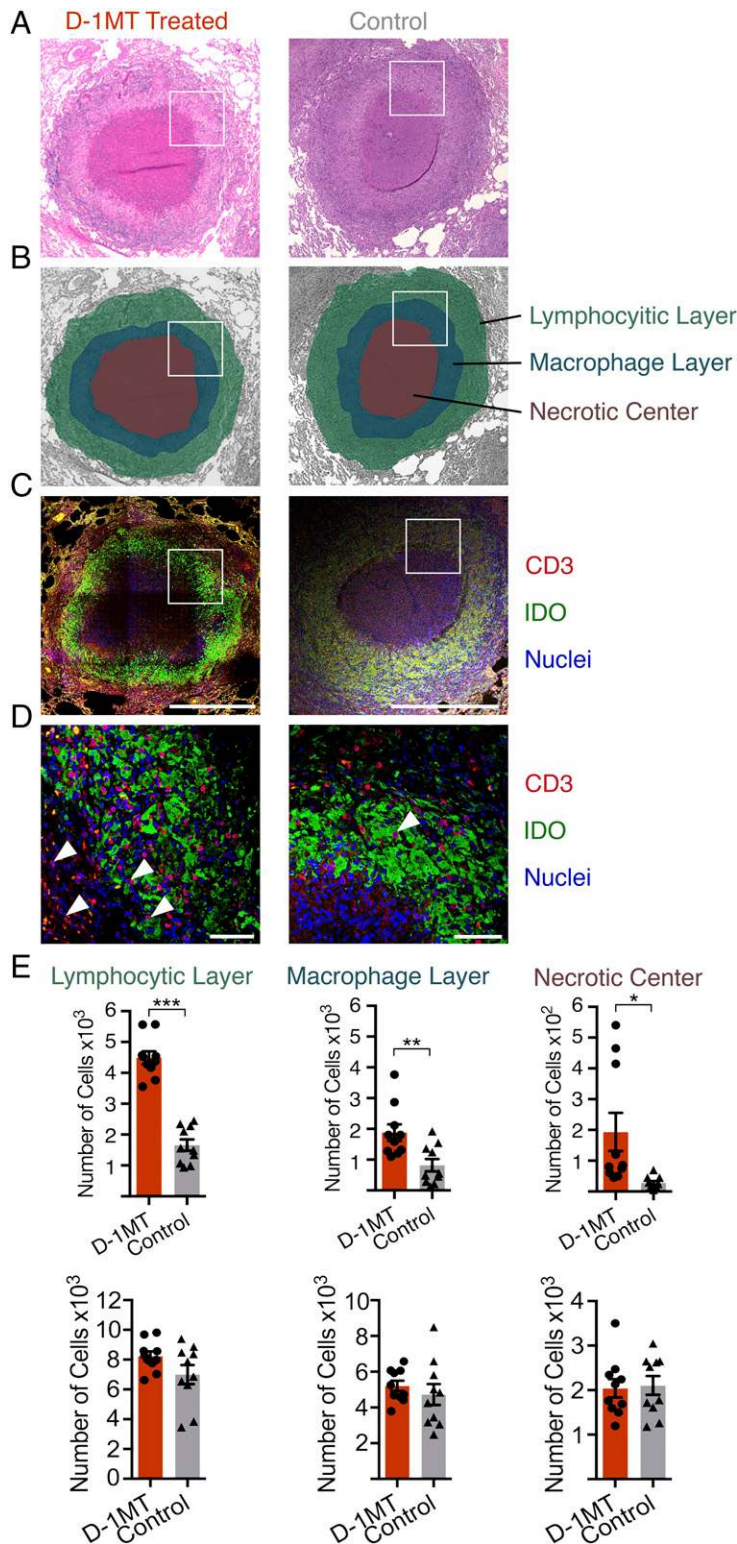 A
D-1MT Treated
Control
B
Lymphocyitic Layer
Macrophage Layer
Necrotic Center
C
CD3
IDO
Nuclei
D
CD3
IDO
Nuclei
E
Lymphocytic Layer
Macrophage Layer
Necrotic Center
Number of Cells x10³
6
5
4
3
2
1
***
D-1MT
Control
Number of Cells x10³
6
5
4
3
2
1
**
D-1MT
Control
Number of Cells x10²
6
5
4
3
2
1
*
D-1MT
Control
Number of Cells x10³
12
10
8
6
4
2
0
D-1MT
Control
Number of Cells x10³
10
8
6
4
2
D-1MT
Control
Number of Cells x10³
4
3
2
1
0
D-1MT
Control